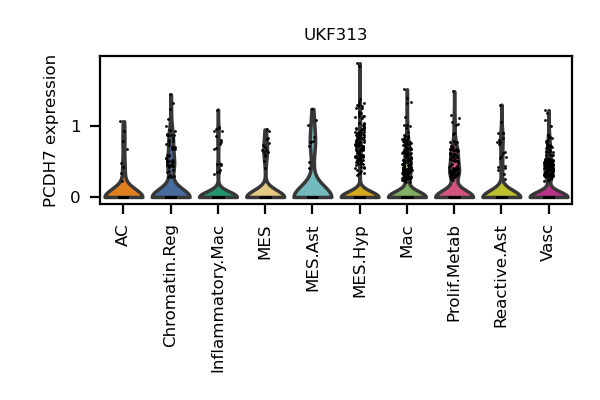 UKF313
PCDH7 expression
1
0
AC
Chromatin.Reg
Inflammatory.Mac
MES
MES.Ast
MES.Hyp
Mac
Prolif.Metab
Reactive.Ast
Vasc